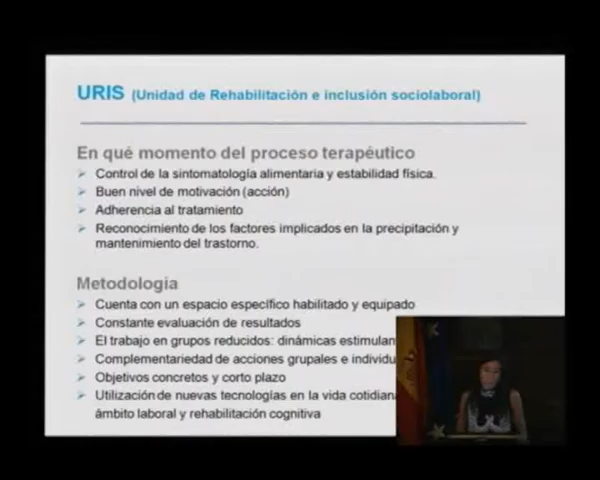 URIS (Unidad de Rehabilitación e inclusión sociolaboral)
En qué momento del proceso terapéutico
Control de la sintomatología alimentaria y estabilidad física.
Buen nivel de motivación (acción)
Adherencia al tratamiento
Reconocimiento de los factores implicados en la precipitación y
mantenimiento del trastorno.
Metodología
Cuenta con un espacio específico habilitado y equipado
Constante evaluación de resultados
El trabajo en grupos reducidos: dinámicas estimulan
Complementariedad de acciones grupales e individu
Objetivos concretos y corto plazo
Utilización de nuevas tecnologías en la vida cotidian
ámbito laboral y rehabilitación cognitiva